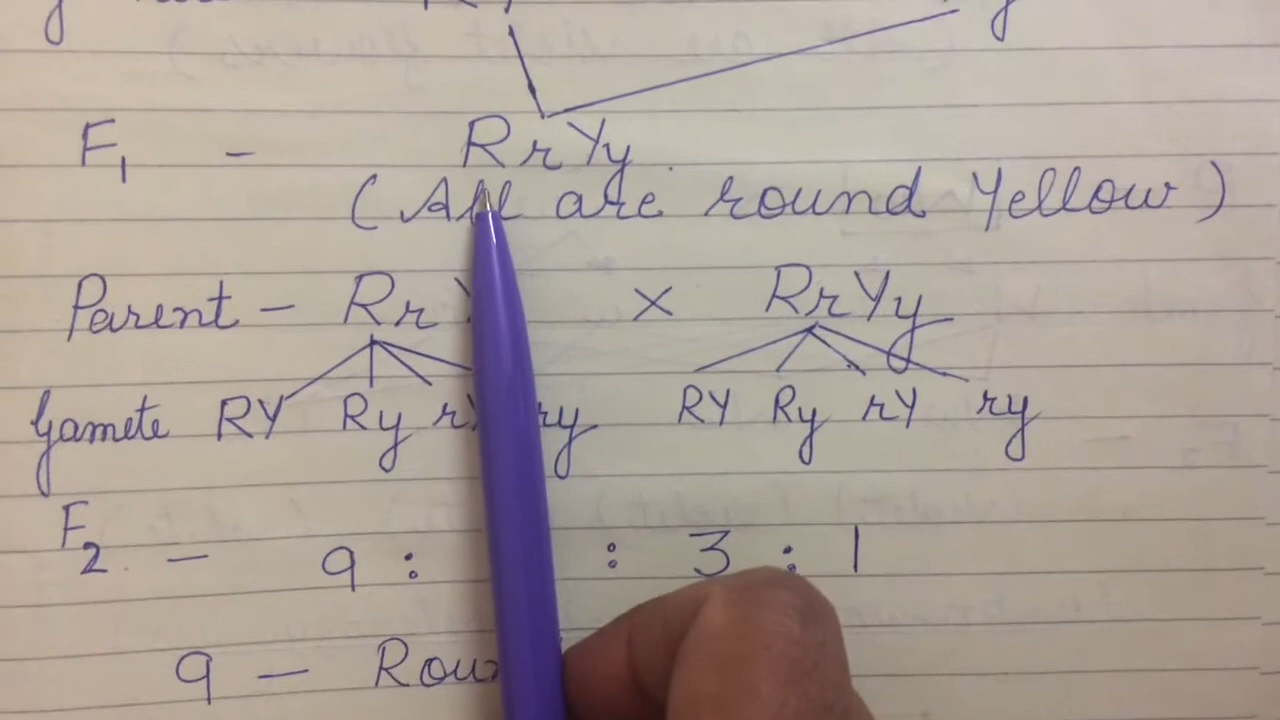 F1 - RrYy
(All are round Yellow)
Parent - Rr × RrYy
Gamete RY Ry ry RY Ry rY ry
F2 - 9 : : 3 : 1
9 -